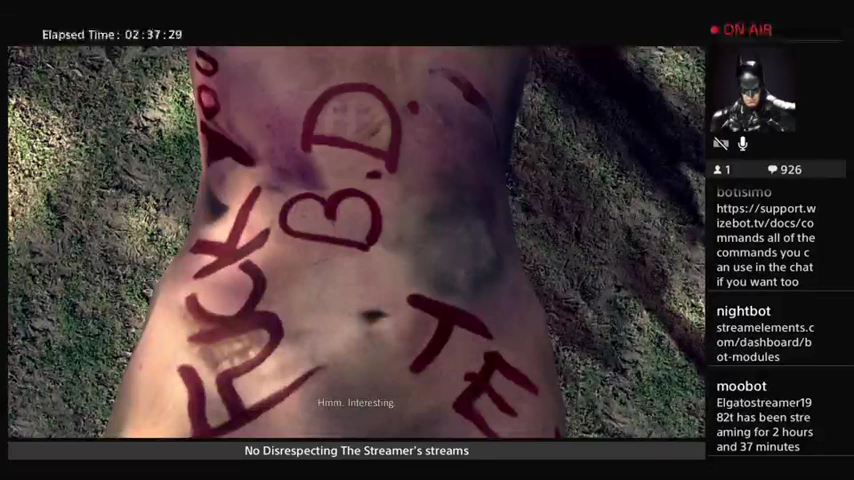 Elapsed Time: 02:37:29
ON AIR
YOU
B.D.
FUCK
TE
Hmm. Interesting.
No Disrespecting The Streamer's streams
1
926
botisimo
https://support.w
izebot.tv/docs/co
mmands all of the
commands you c
an use in the chat
if you want too
nightbot
streamelements.c
om/dashboard/b
ot-modules
moobot
Elgatostreamer19
82t has been stre
aming for 2 hours
and 37 minutes